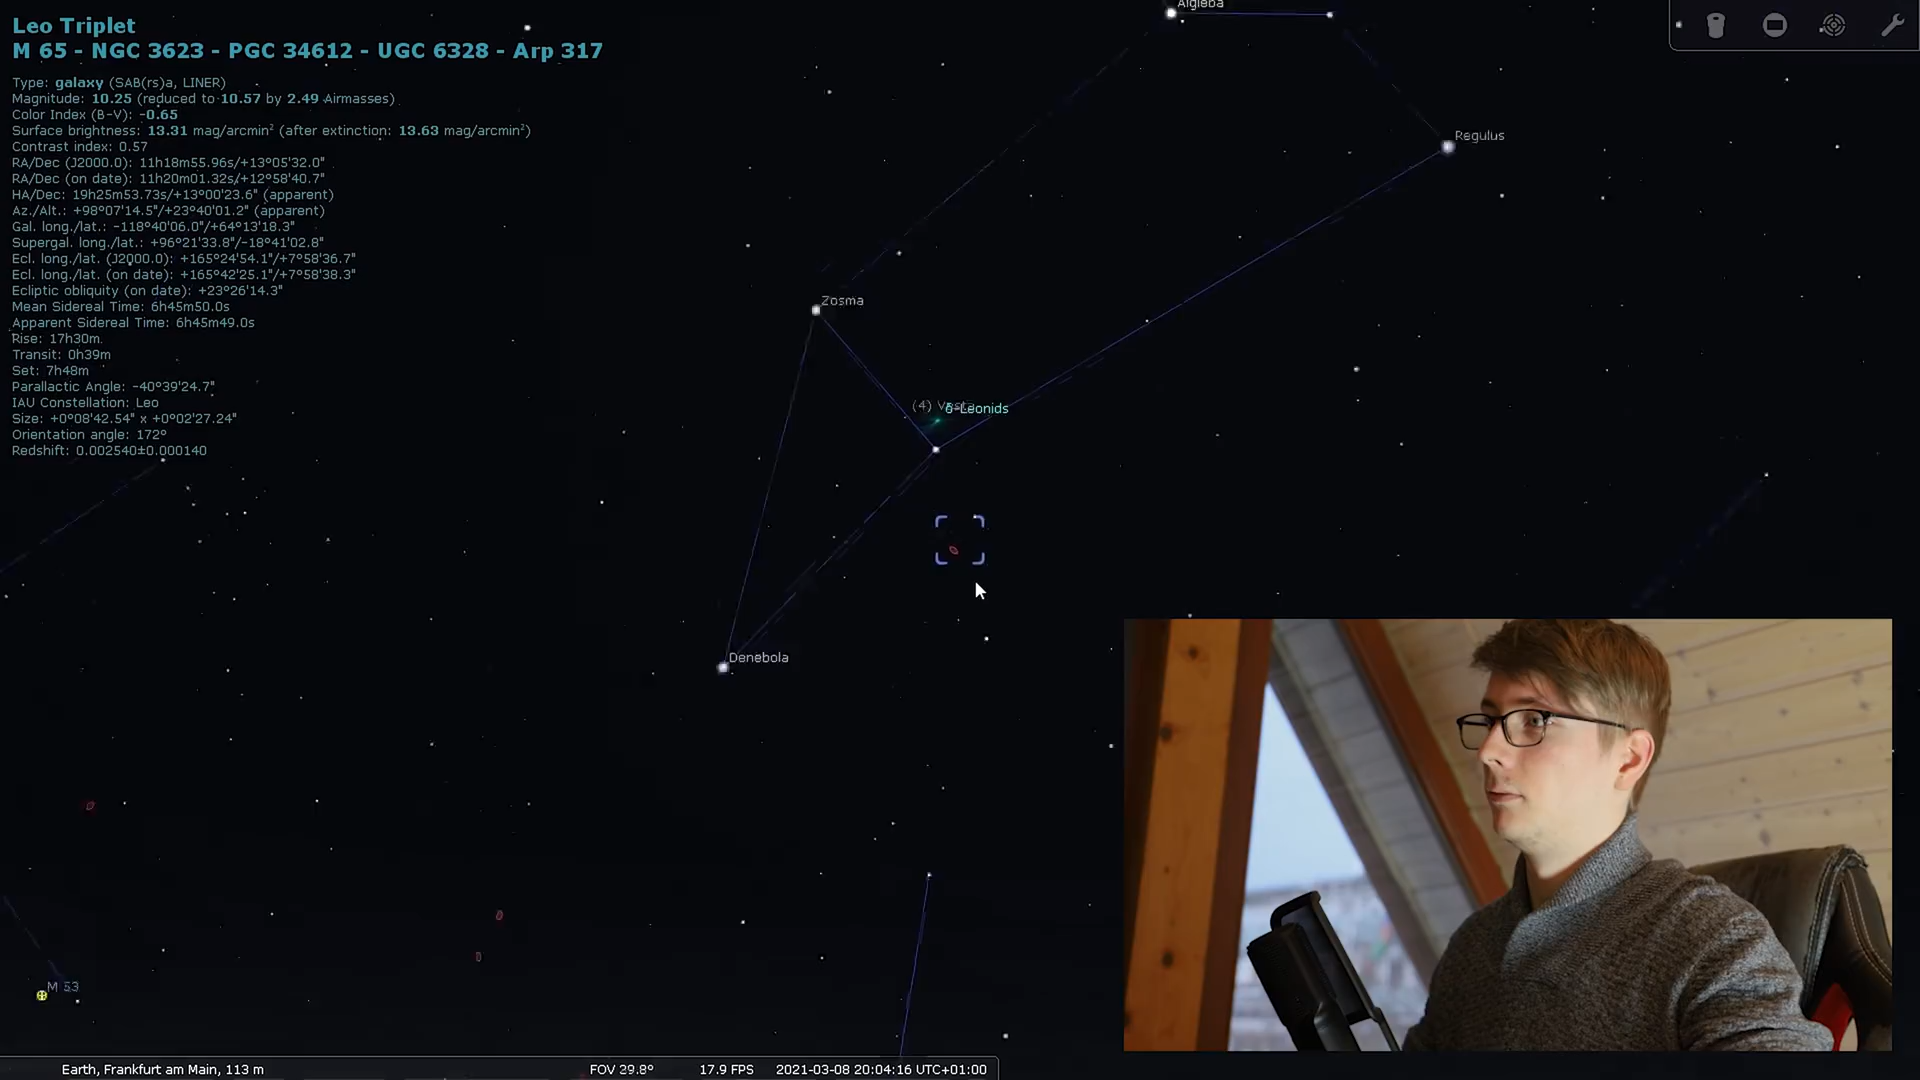 Leo Triplet
M 65 - NGC 3623 - PGC 34612 - UGC 6328 - Arp 317
Type: galaxy (SAB(rs)a, LINER)
Magnitude: 10.25 (reduced to 10.57 by 2.49 Airmasses)
Color Index (B-V): -0.65
Surface brightness: 13.31 mag/arcmin² (after extinction: 13.63 mag/arcmin²)
Contrast index: 0.57
RA/Dec (J2000.0): 11h18m55.96s/+13°05'32.0"
RA/Dec (on date): 11h20m01.32s/+12°58'40.7"
HA/Dec: 19h25m53.73s/+13°00'23.6" (apparent)
Az./Alt.: +98°07'14.5"/+23°40'01.2" (apparent)
Gal. long./lat.: -118°40'06.0"/+64°13'18.3"
Supergal. long./lat.: +96°21'33.8"/-18°41'02.8"
Ecl. long./lat. (J2000.0): +165°24'54.1"/+7°58'36.7"
Ecl. long./lat. (on date): +165°42'25.1"/+7°58'38.3"
Ecliptic obliquity (on date): +23°26'14.3"
Mean Sidereal Time: 6h45m50.0s
Apparent Sidereal Time: 6h45m49.0s
Rise: 17h30m
Transit: 0h39m
Set: 7h48m
Parallactic Angle: -40°39'24.7"
IAU Constellation: Leo
Size: +0°08'42.54" x +0°02'27.24"
Orientation angle: 172°
Redshift: 0.002540±0.000140
Algieba
Regulus
Zosma
(4)
δ-Leonids
Denebola
M 53
Earth, Frankfurt am Main, 113 m
FOV 29.8°
17.9 FPS
2021-03-08 20:04:16 UTC+01:00